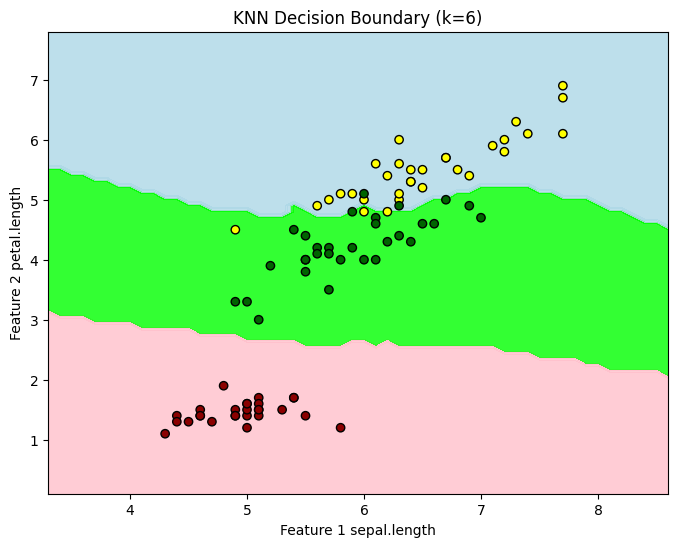 KNN Decision Boundary (k=6)
7
6
5
4
3
2
1
Feature 2 petal.length
4 5 6 7 8
Feature 1 sepal.length